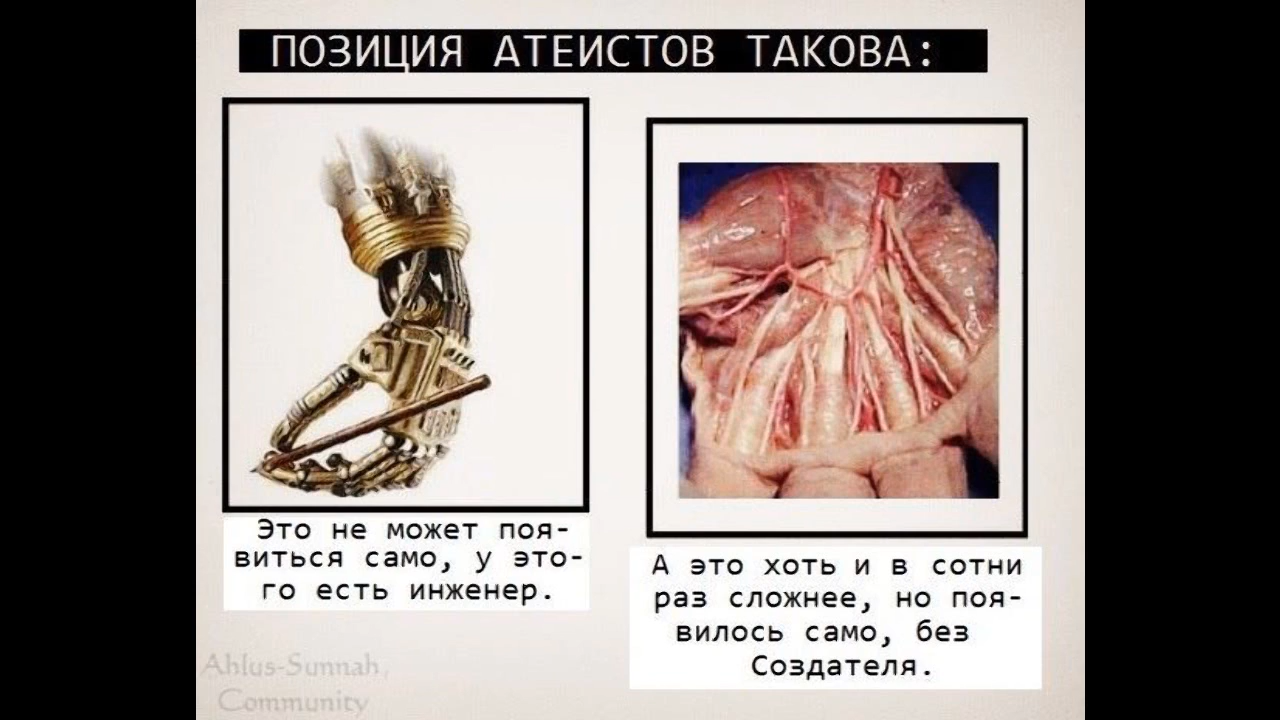 ПОЗИЦИЯ АТЕИСТОВ ТАКОВА:
Это не может поя-
виться само, у это-
го есть инженер.
А это хоть и в сотни
раз сложнее, но поя-
вилось само, без
Создателя.
Ahlus-Sunnah,
Community